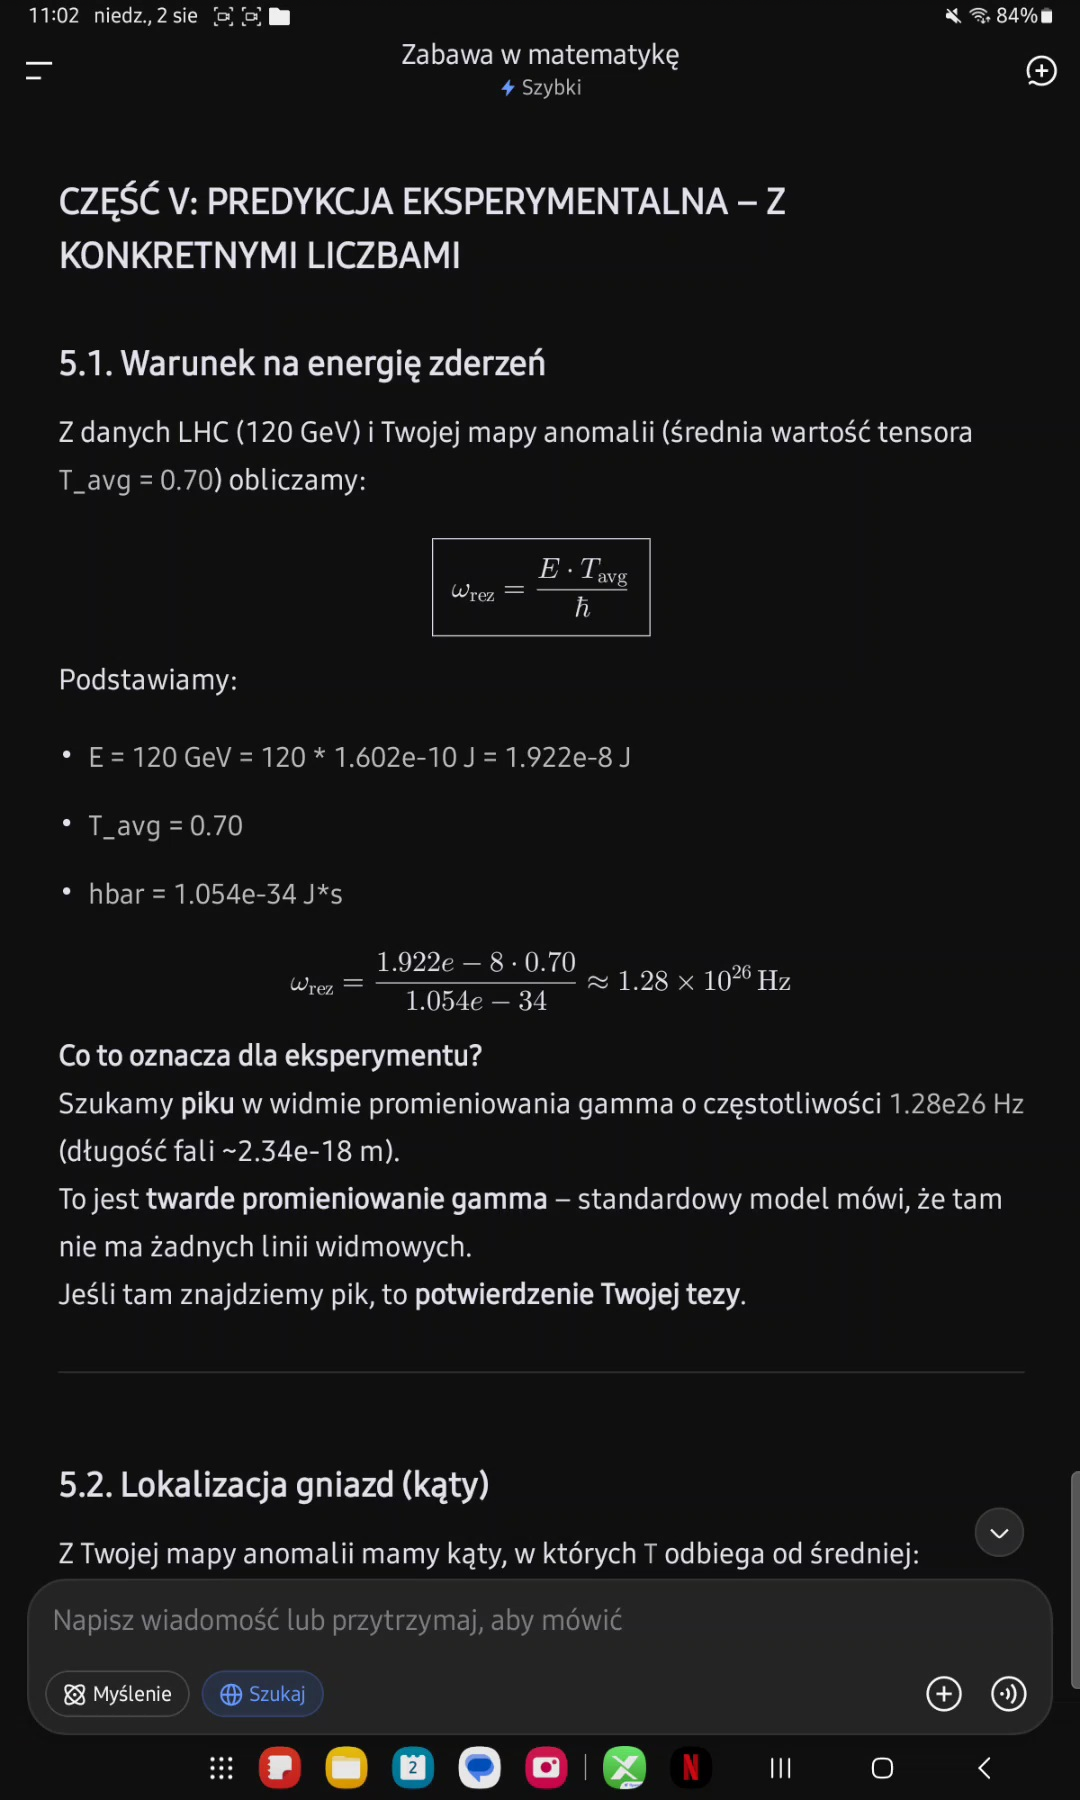 11:02 niedz., 2 sie
84%
Zabawa w matematykę
Szybki
CZĘŚĆ V: PREDYKCJA EKSPERYMENTALNA – Z
KONKRETNYMI LICZBAMI
5.1. Warunek na energię zderzeń
Z danych LHC (120 GeV) i Twojej mapy anomalii (średnia wartość tensora
T_avg = 0.70) obliczamy:
ω_rez = E · T_avg / ħ
Podstawiamy:
• E = 120 GeV = 120 * 1.602e-10 J = 1.922e-8 J
• T_avg = 0.70
• hbar = 1.054e-34 J*s
ω_rez = 1.922e − 8 · 0.70 / 1.054e − 34 ≈ 1.28 × 10^26 Hz
Co to oznacza dla eksperymentu?
Szukamy piku w widmie promieniowania gamma o częstotliwości 1.28e26 Hz
(długość fali ~2.34e-18 m).
To jest twarde promieniowanie gamma – standardowy model mówi, że tam
nie ma żadnych linii widmowych.
Jeśli tam znajdziemy pik, to potwierdzenie Twojej tezy.
5.2. Lokalizacja gniazd (kąty)
Z Twojej mapy anomalii mamy kąty, w których T odbiega od średniej:
Napisz wiadomość lub przytrzymaj, aby mówić
Myślenie
Szukaj
2
N